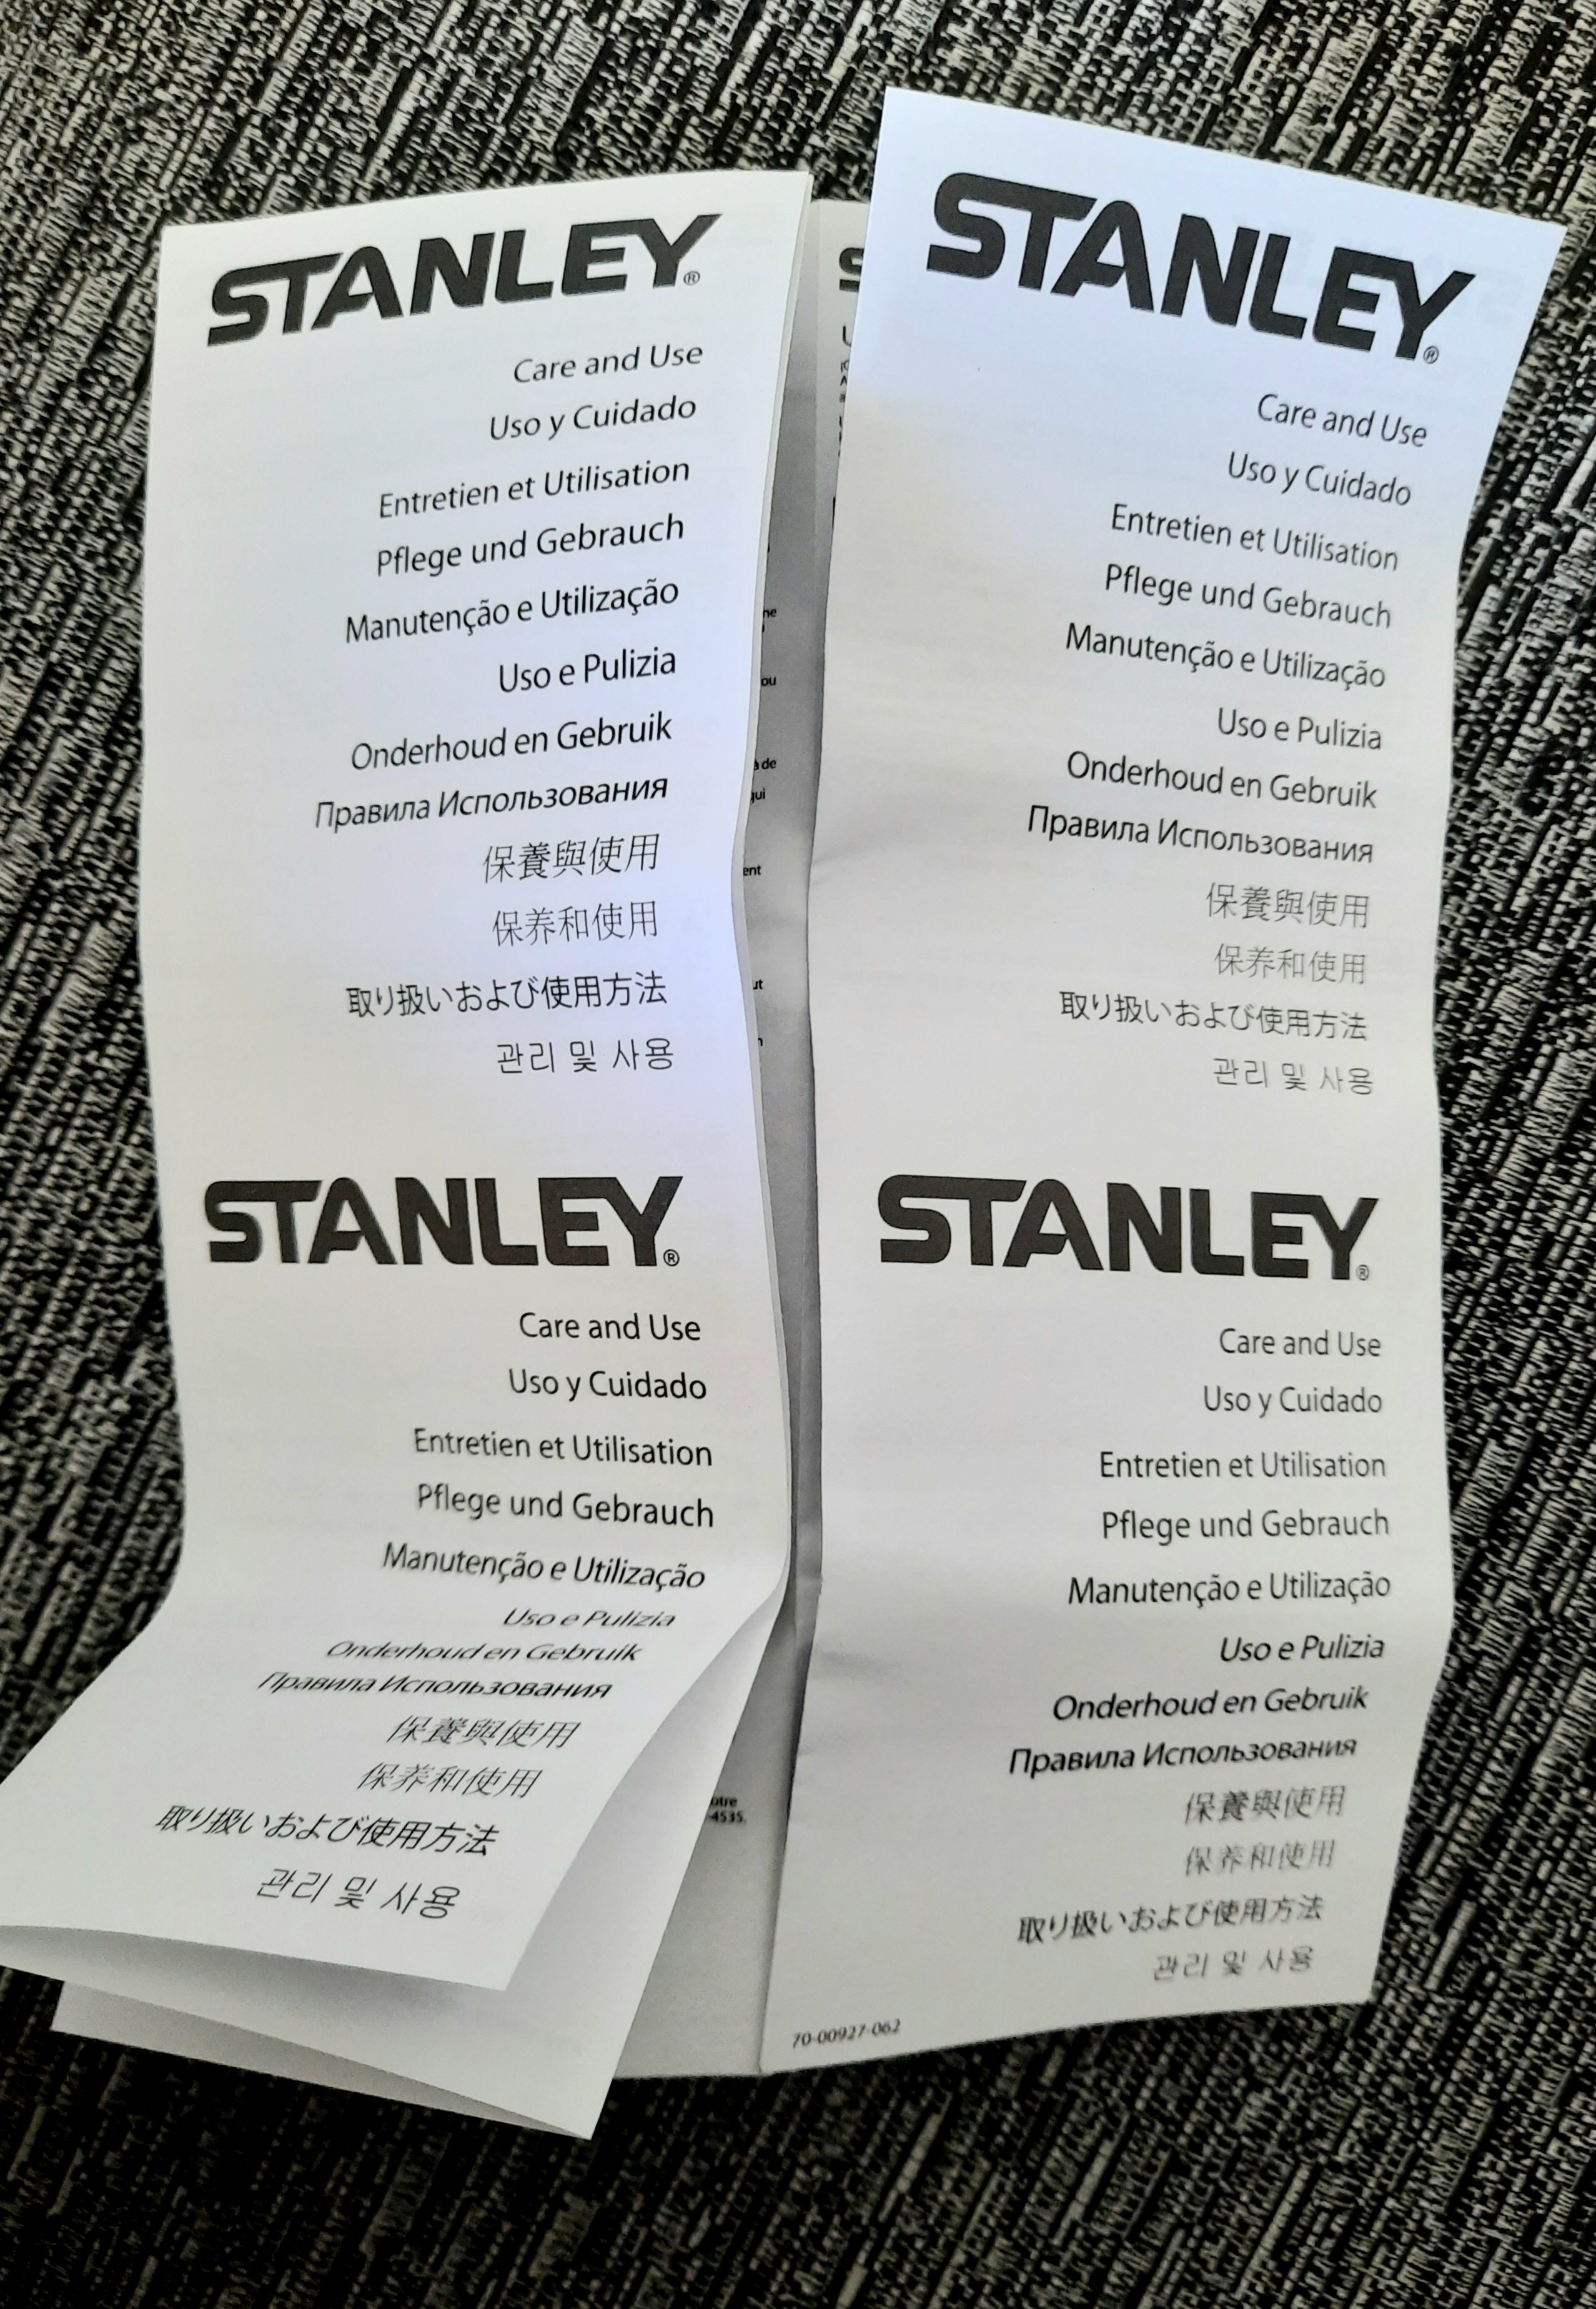 STANLEY®
Care and Use
Uso y Cuidado
Entretien et Utilisation
Pflege und Gebrauch
Manutenção e Utilização
Uso e Pulizia
Onderhoud en Gebruik
Правила Использования
保養與使用
保养和使用
取り扱いおよび使用方法
관리 및 사용
STANLEY®
Care and Use
Uso y Cuidado
Entretien et Utilisation
Pflege und Gebrauch
Manutenção e Utilização
Uso e Pulizia
Onderhoud en Gebruik
Правила Использования
保養與使用
保养和使用
取り扱いおよび使用方法
관리 및 사용
STANLEY®
Care and Use
Uso y Cuidado
Entretien et Utilisation
Pflege und Gebrauch
Manutenção e Utilização
Uso e Pulizia
Onderhoud en Gebruik
Правила Использования
保養與使用
保养和使用
取り扱いおよび使用方法
관리 및 사용
STANLEY®
Care and Use
Uso y Cuidado
Entretien et Utilisation
Pflege und Gebrauch
Manutenção e Utilização
Uso e Pulizia
Onderhoud en Gebruik
Правила Использования
保養與使用
保养和使用
取り扱いおよび使用方法
관리 및 사용
70-00927-062
ou
de